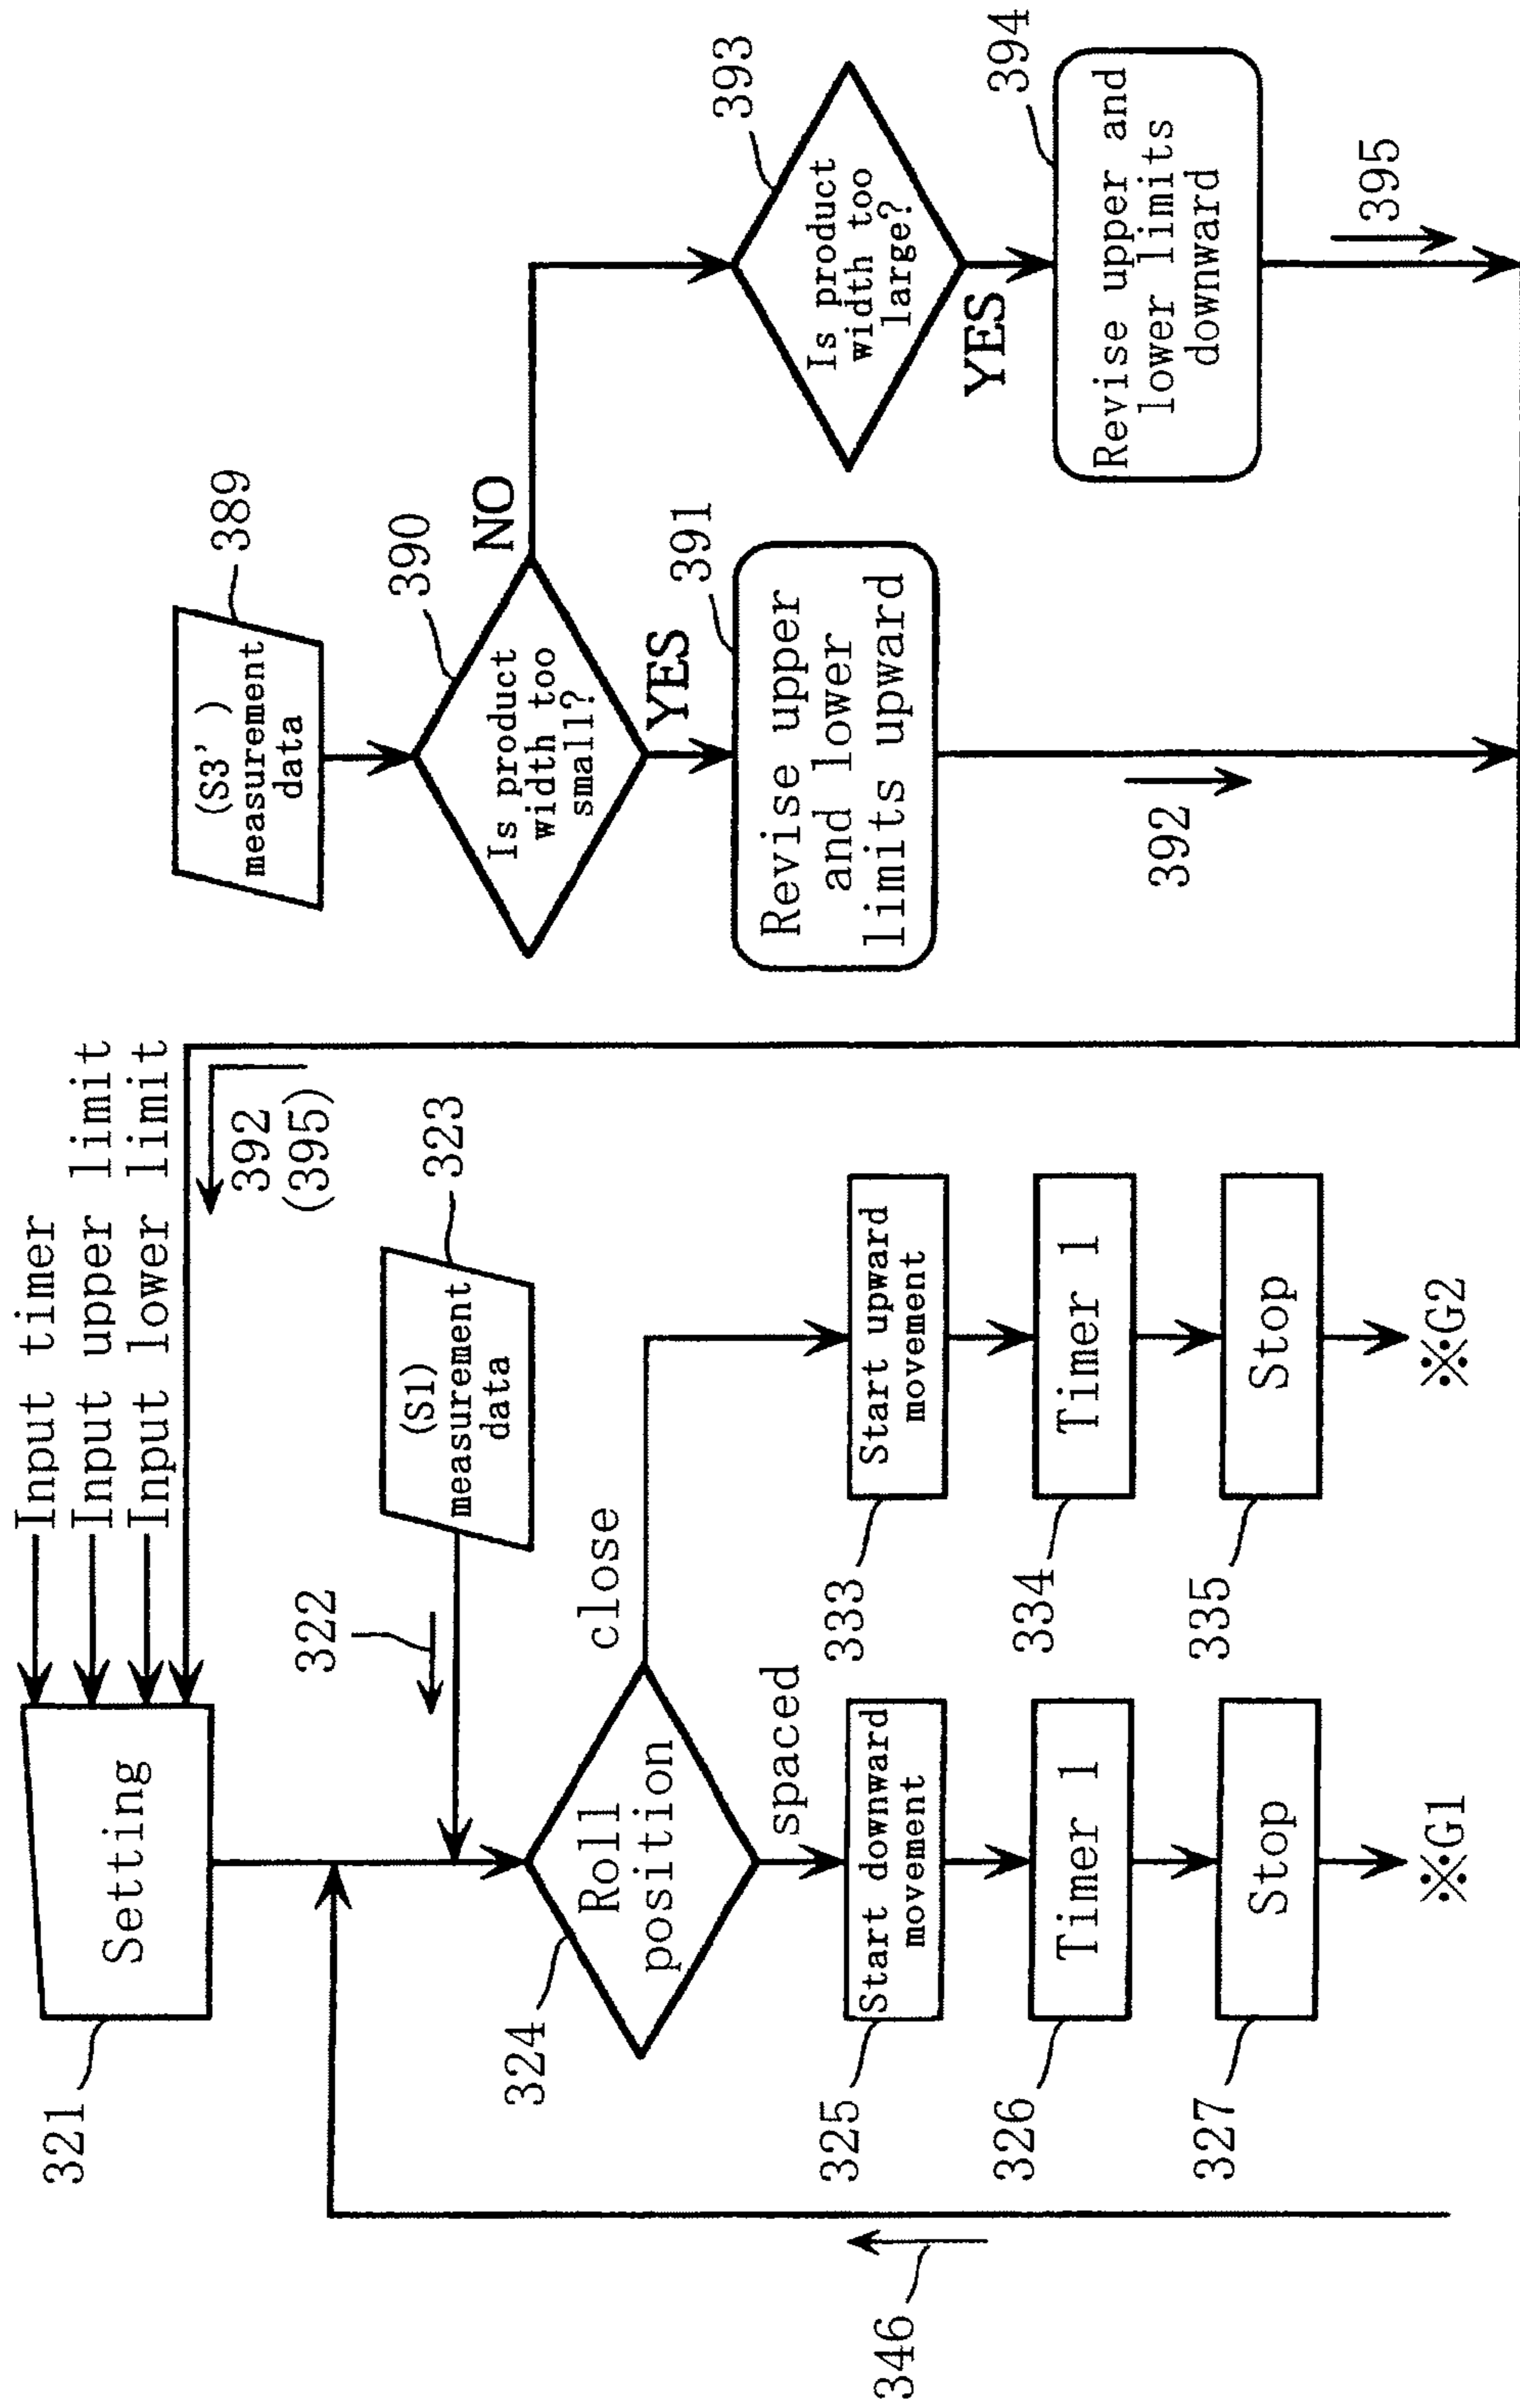 Input timer
Input upper limit
Input lower limit
321
Setting
392
(395)
322
(S1)
measurement
data
323
324
Roll
position
close
spaced
346
325
Start downward
movement
333
Start upward
movement
326
Timer 1
334
Timer 1
327
Stop
335
Stop
※G1
※G2
(S3')
measurement
data
389
390
Is product
width too
small?
NO
YES
391
Revise upper
and lower
limits upward
392
393
Is product
width too
large?
YES
394
Revise upper and
lower limits
downward
395